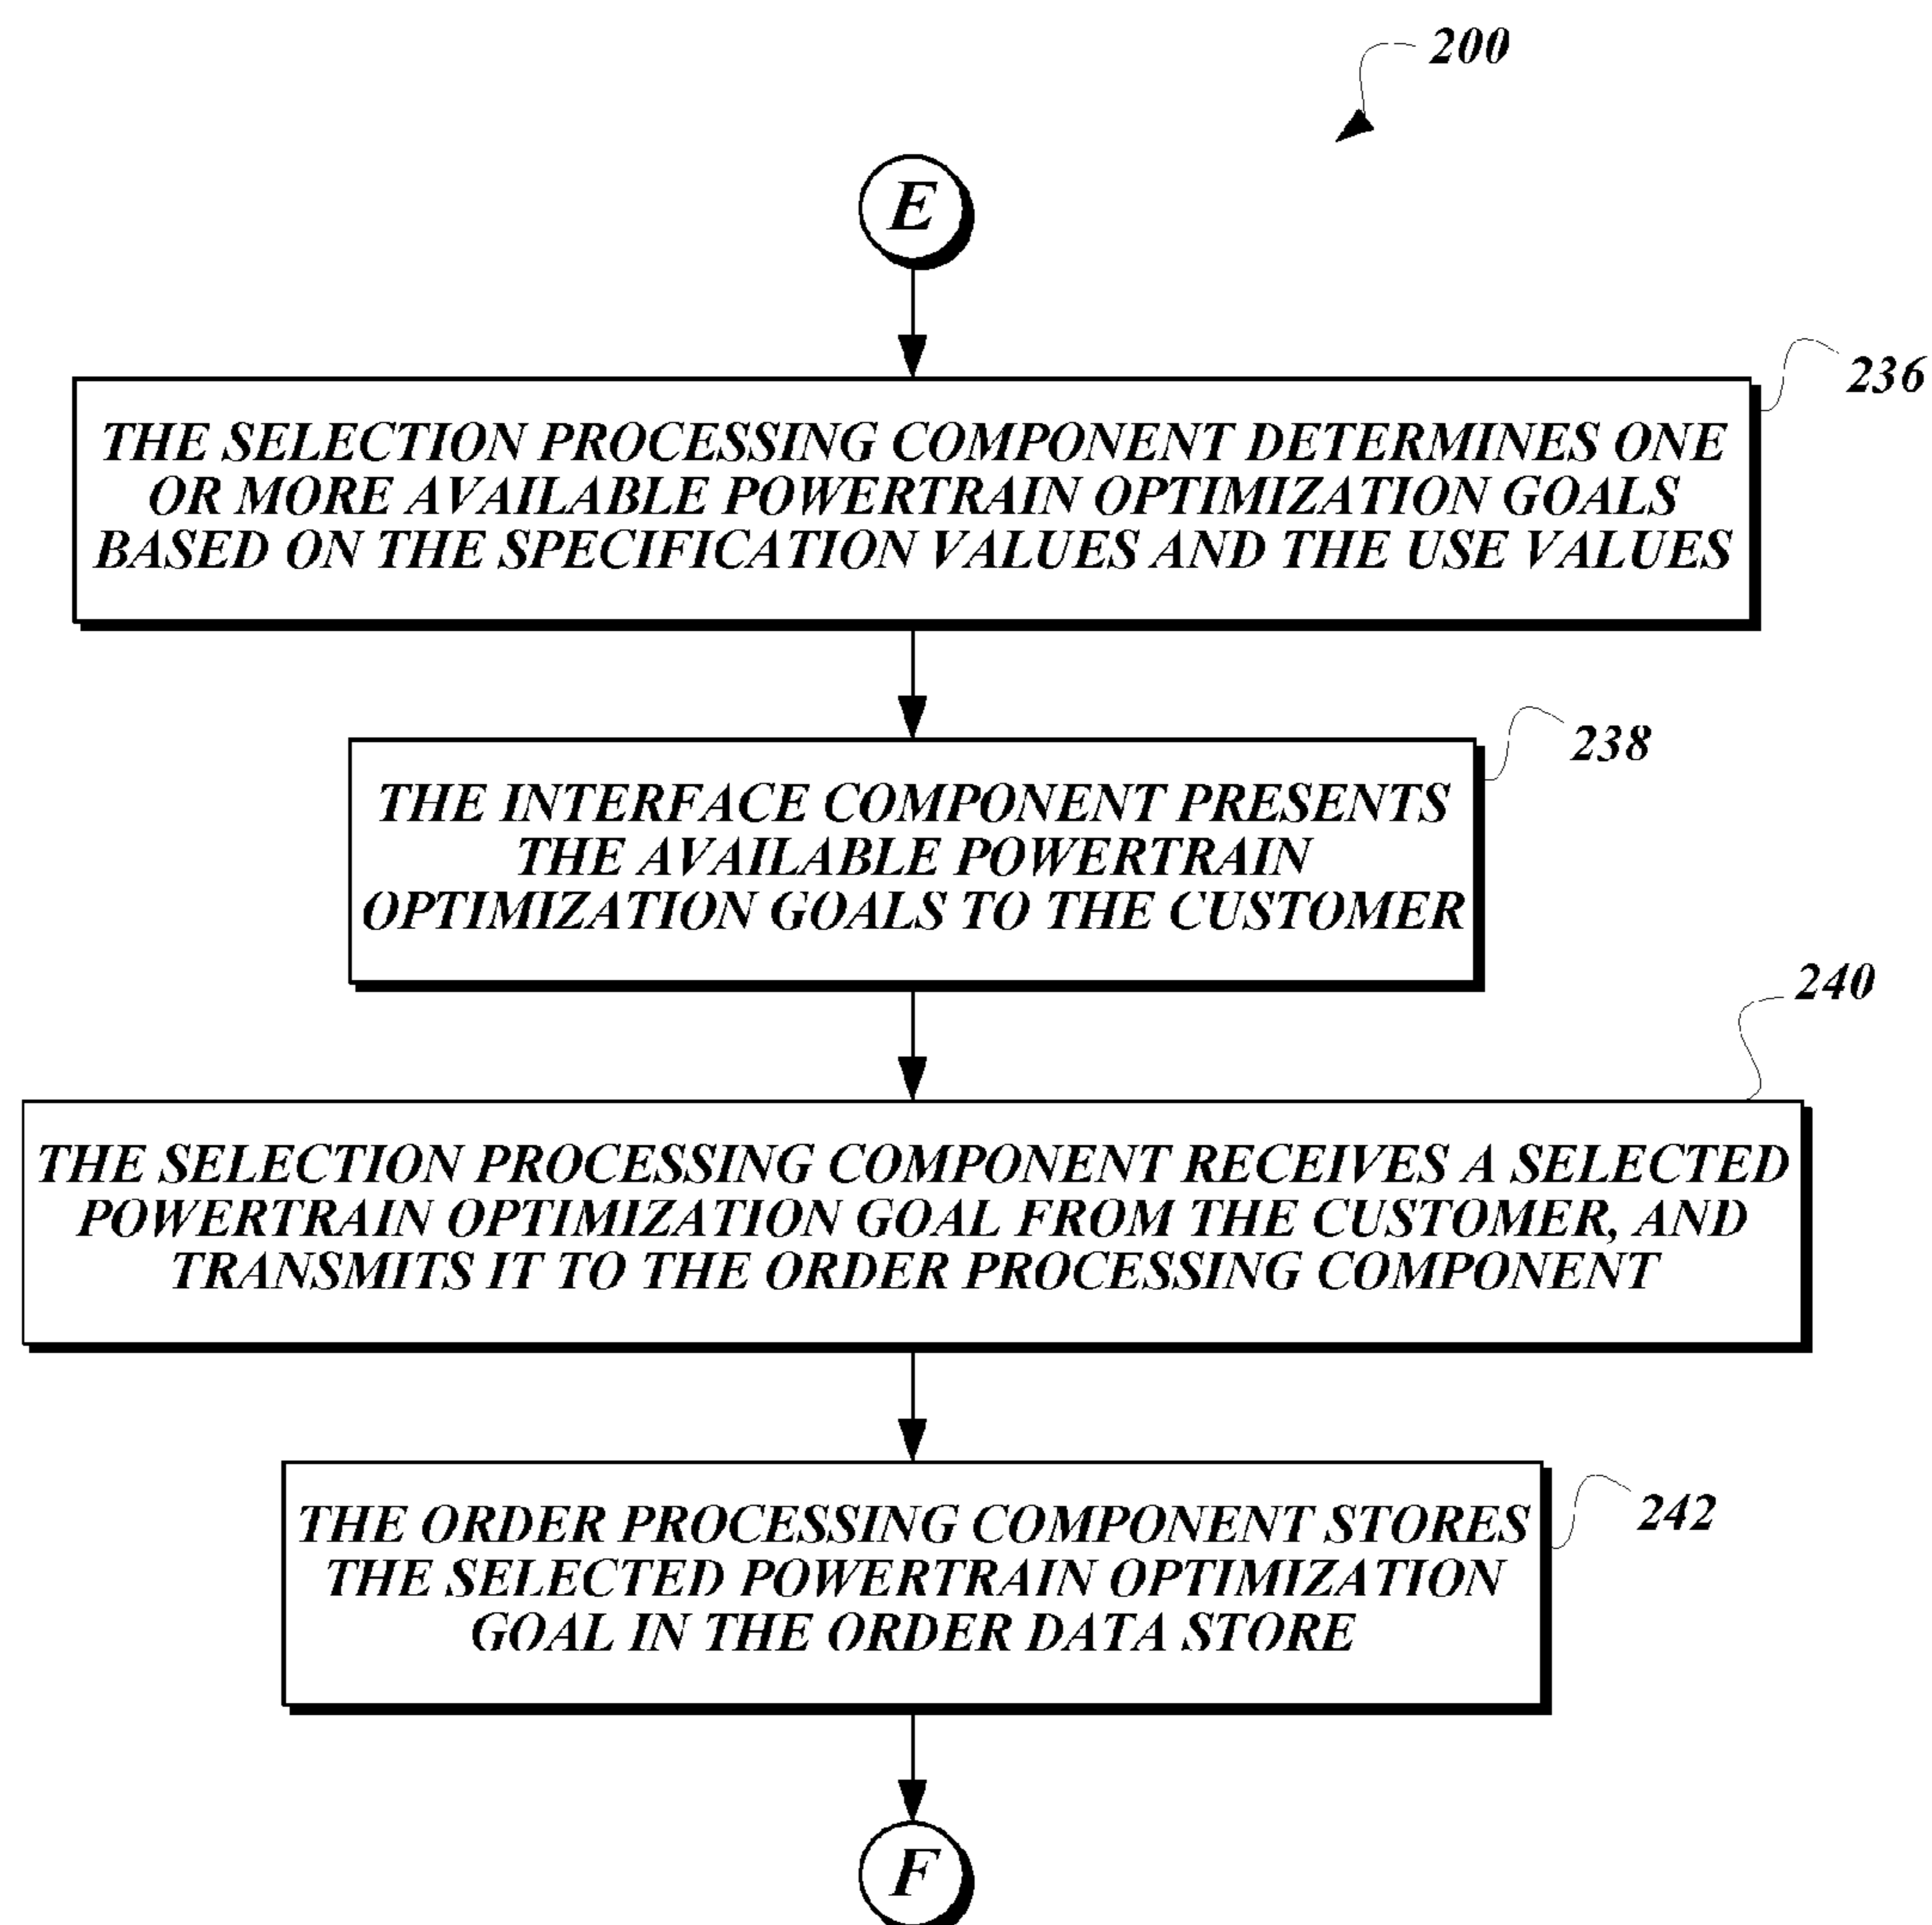 200
E
236
THE SELECTION PROCESSING COMPONENT DETERMINES ONE
OR MORE AVAILABLE POWERTRAIN OPTIMIZATION GOALS
BASED ON THE SPECIFICATION VALUES AND THE USE VALUES
238
THE INTERFACE COMPONENT PRESENTS
THE AVAILABLE POWERTRAIN
OPTIMIZATION GOALS TO THE CUSTOMER
240
THE SELECTION PROCESSING COMPONENT RECEIVES A SELECTED
POWERTRAIN OPTIMIZATION GOAL FROM THE CUSTOMER, AND
TRANSMITS IT TO THE ORDER PROCESSING COMPONENT
242
THE ORDER PROCESSING COMPONENT STORES
THE SELECTED POWERTRAIN OPTIMIZATION
GOAL IN THE ORDER DATA STORE
F